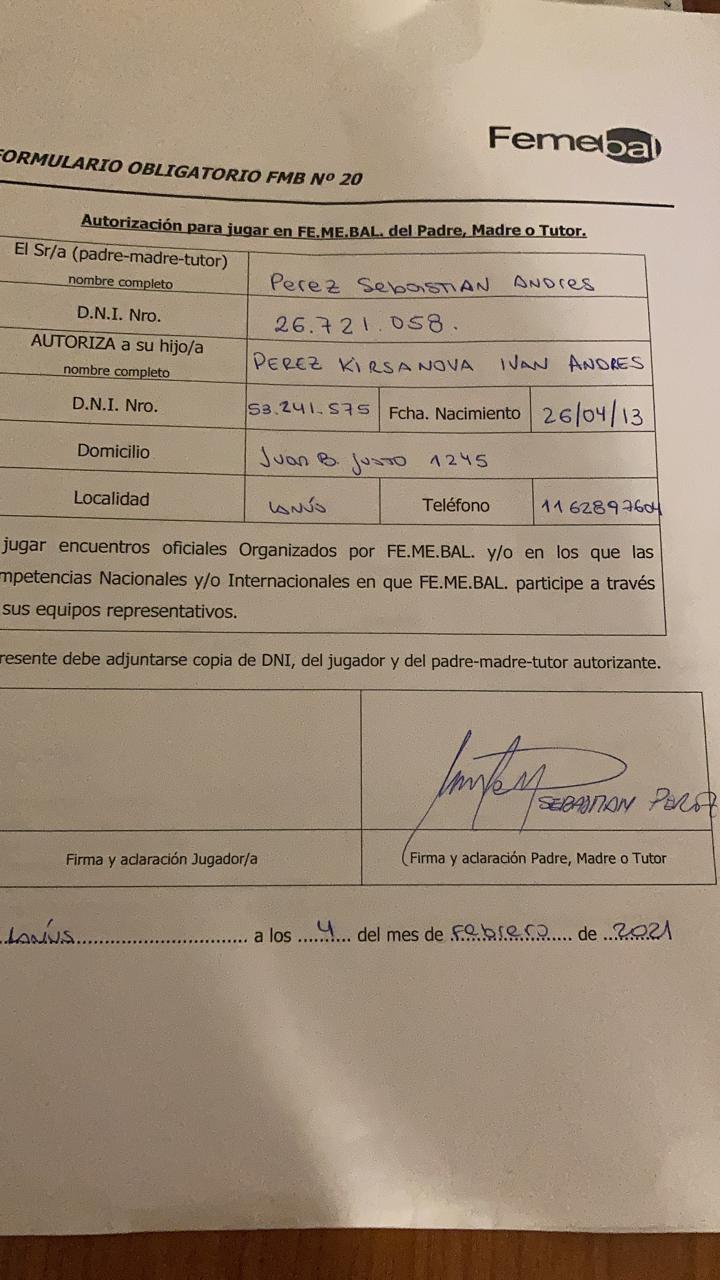 Femebal
FORMULARIO OBLIGATORIO FMB Nº 20
Autorización para jugar en FE.ME.BAL. del Padre, Madre o Tutor.
El Sr/a (padre-madre-tutor)
nombre completo
Perez Sebastian Andres
D.N.I. Nro.
26.721.058.
AUTORIZA a su hijo/a
nombre completo
PEREZ KIRSANOVA IVAN ANDRES
D.N.I. Nro.
53.241.575
Fcha. Nacimiento
26/04/13
Domicilio
Juan B. Justo 1245
Localidad
Lanús
Teléfono
1162897604
jugar encuentros oficiales Organizados por FE.ME.BAL. y/o en los que las
mpetencias Nacionales y/o Internacionales en que FE.ME.BAL. participe a través
sus equipos representativos.
resente debe adjuntarse copia de DNI, del jugador y del padre-madre-tutor autorizante.
SEBASTIAN PEREZ
Firma y aclaración Jugador/a
Firma y aclaración Padre, Madre o Tutor
Lanús............................... a los ....4.... del mes de Febrero..... de ...2021